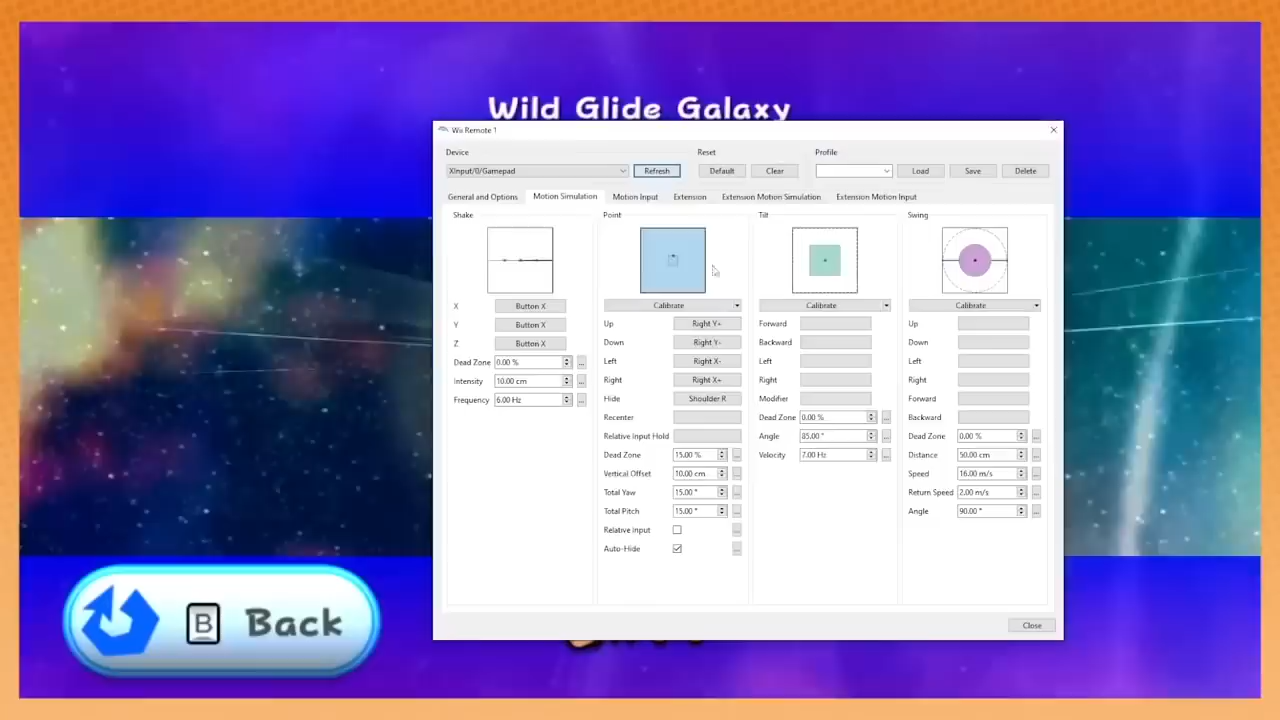 Wild Glide Galaxy
Wii Remote 1
Device
Reset
Profile
XInput/0/Gamepad
Refresh
Default
Clear
Load
Save
Delete
General and Options
Motion Simulation
Motion Input
Extension
Extension Motion Simulation
Extension Motion Input
Shake
X
Button X
Y
Button X
Z
Button X
Dead Zone
0.00 %
...
Intensity
10.00 cm
...
Frequency
6.00 Hz
...
Point
Calibrate
Up
Right Y+
Down
Right Y-
Left
Right X-
Right
Right X+
Hide
Shoulder R
Recenter
Relative Input Hold
Dead Zone
15.00 %
...
Vertical Offset
10.00 cm
...
Total Yaw
15.00 °
...
Total Pitch
15.00 °
...
Relative Input
...
Auto-Hide
...
Tilt
Calibrate
Forward
Backward
Left
Right
Modifier
Dead Zone
0.00 %
...
Angle
85.00 °
...
Velocity
7.00 Hz
...
Swing
Calibrate
Up
Down
Left
Right
Forward
Backward
Dead Zone
0.00 %
...
Distance
50.00 cm
...
Speed
16.00 m/s
...
Return Speed
2.00 m/s
...
Angle
90.00 °
...
Close
B
Back